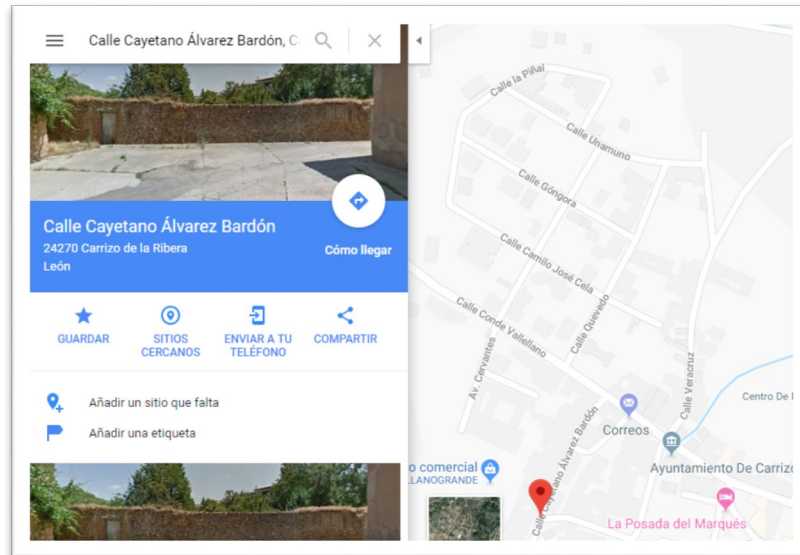 Calle Cayetano Álvarez Bardón, C
Calle Cayetano Álvarez Bardón
24270 Carrizo de la Ribera
León
Cómo llegar
GUARDAR
SITIOS
CERCANOS
ENVIAR A TU
TELÉFONO
COMPARTIR
Añadir un sitio que falta
Añadir una etiqueta
Calle la Piñal
Calle Unamuno
Calle Góngora
Calle Camilo José Cela
Calle Conde Vallellano
Calle Quevedo
Av. Cervantes
Calle Veracruz
Centro De
Correos
Calle Cayetano Álvarez Bardón
Ayuntamiento De Carrizo
o comercial
LLANOGRANDE
La Posada del Marqués